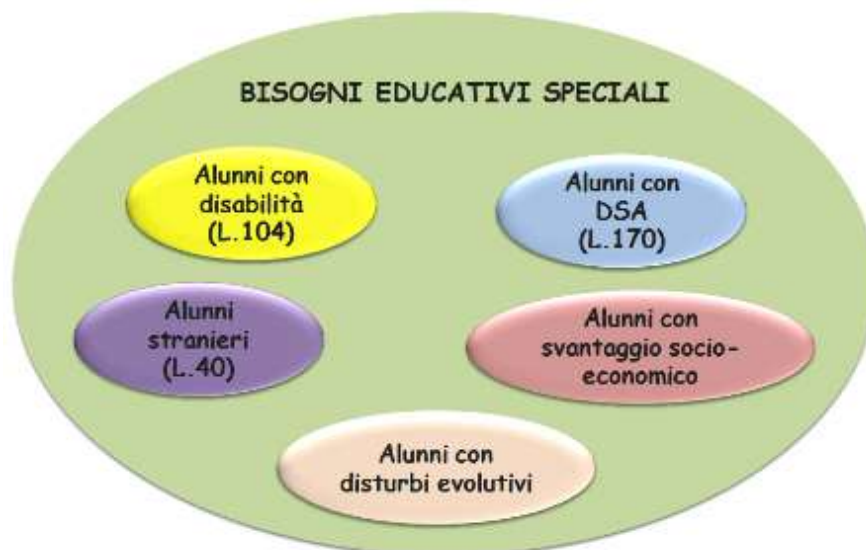 BISOGNI EDUCATIVI SPECIALI
Alunni con
disabilità
(L.104)
Alunni con
DSA
(L.170)
Alunni
stranieri
(L.40)
Alunni con
svantaggio socio-
economico
Alunni con
disturbi evolutivi